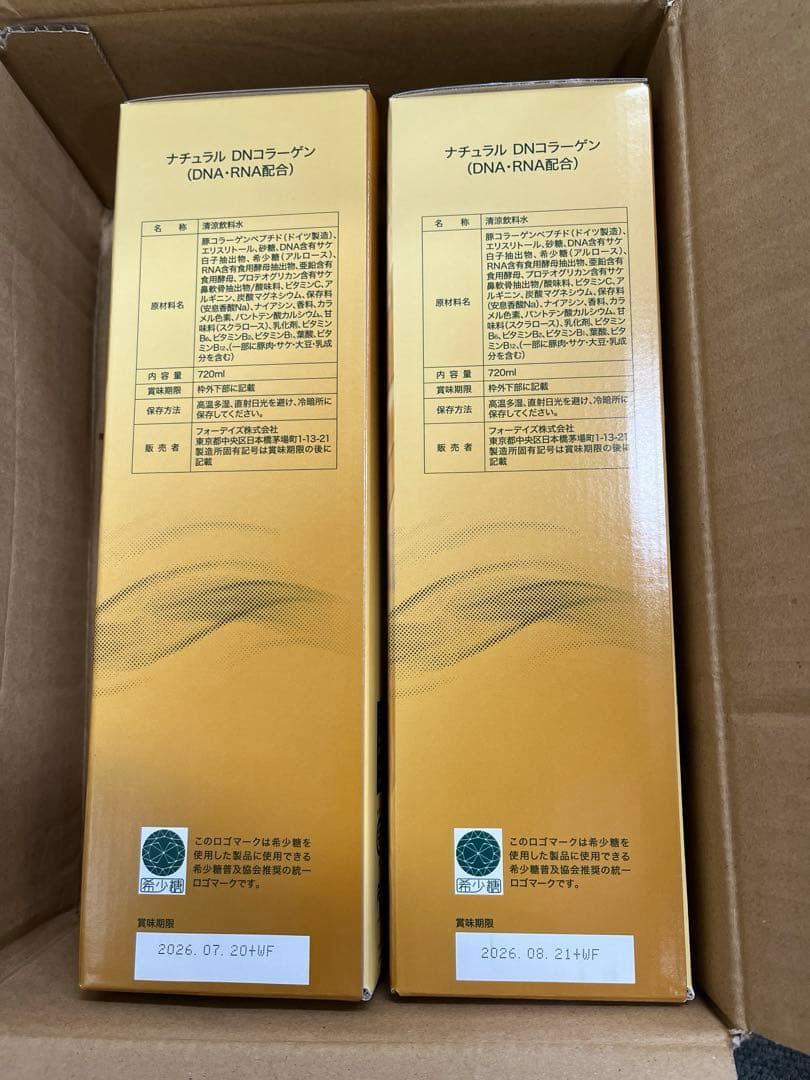 ナチュラル DNコラーゲン
(DNA・RNA配合)
名 称 清涼飲料水
原材料名
豚コラーゲンペプチド(ドイツ製造)、
エリスリトール、砂糖、DNA含有サケ
白子抽出物、希少糖(アルロース)、
RNA含有食用酵母抽出物、亜鉛含有
食用酵母、プロテオグリカン含有サケ
鼻軟骨抽出物/酸味料、ビタミンC、ア
ルギニン、炭酸マグネシウム、保存料
(安息香酸Na)、ナイアシン、香料、カラ
メル色素、パントテン酸カルシウム、甘
味料(スクラロース)、乳化剤、ビタミン
B6、ビタミンB2、ビタミンB1、葉酸、ビタ
ミンB12、(一部に豚肉・サケ・大豆・乳成
分を含む)
内容量 720ml
賞味期限 枠外下部に記載
保存方法
高温多湿、直射日光を避け、冷暗所に
保存してください。
販売者
フォーデイズ株式会社
東京都中央区日本橋茅場町1-13-21
製造所固有記号は賞味期限の後に
記載
このロゴマークは希少糖を
使用した製品に使用できる
希少糖普及協会推奨の統一
ロゴマークです。
希少糖
賞味期限
2026.07.20+WF
ナチュラル DNコラーゲン
(DNA・RNA配合)
名 称 清涼飲料水
原材料名
豚コラーゲンペプチド(ドイツ製造)、
エリスリトール、砂糖、DNA含有サケ
白子抽出物、希少糖(アルロース)、
RNA含有食用酵母抽出物、亜鉛含有
食用酵母、プロテオグリカン含有サケ
鼻軟骨抽出物/酸味料、ビタミンC、ア
ルギニン、炭酸マグネシウム、保存料
(安息香酸Na)、ナイアシン、香料、カラ
メル色素、パントテン酸カルシウム、甘
味料(スクラロース)、乳化剤、ビタミン
B6、ビタミンB2、ビタミンB1、葉酸、ビタ
ミンB12、(一部に豚肉・サケ・大豆・乳成
分を含む)
内容量 720ml
賞味期限 枠外下部に記載
保存方法
高温多湿、直射日光を避け、冷暗所に
保存してください。
販売者
フォーデイズ株式会社
東京都中央区日本橋茅場町1-13-21
製造所固有記号は賞味期限の後に
記載
このロゴマークは希少糖を
使用した製品に使用できる
希少糖普及協会推奨の統一
ロゴマークです。
希少糖
賞味期限
2026.08.21+WF